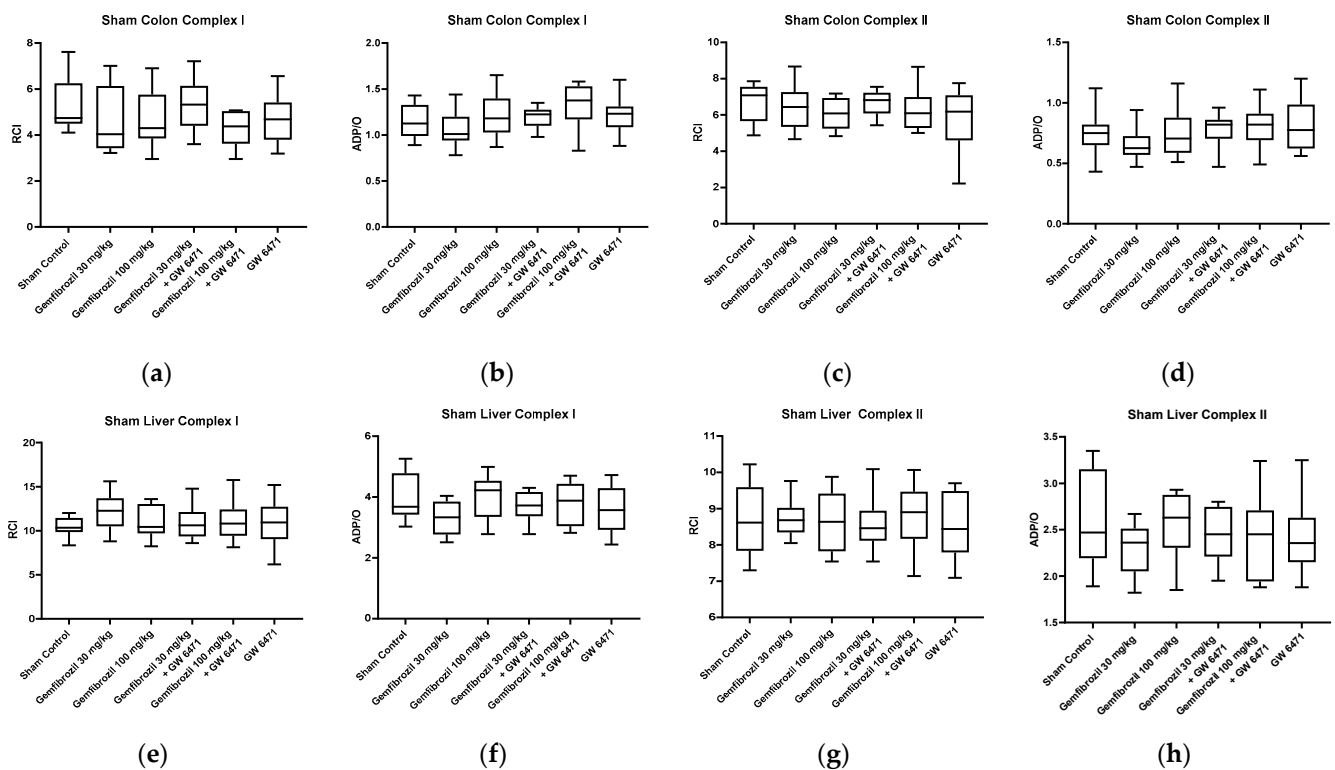 Sham Colon Complex I
RCI
8
6
4
2
0
Sham Control
Gemfibrozil 30 mg/kg
Gemfibrozil 100 mg/kg
Gemfibrozil 30 mg/kg
+ GW 6471
Gemfibrozil 100 mg/kg
+ GW 6471
GW 6471
(a)
Sham Colon Complex I
ADP/O
2.0
1.5
1.0
0.5
0.0
Sham Control
Gemfibrozil 30 mg/kg
Gemfibrozil 100 mg/kg
Gemfibrozil 30 mg/kg
+ GW 6471
Gemfibrozil 100 mg/kg
+ GW 6471
GW 6471
(b)
Sham Colon Complex II
RCI
10
8
6
4
2
0
Sham Control
Gemfibrozil 30 mg/kg
Gemfibrozil 100 mg/kg
Gemfibrozil 30 mg/kg
+ GW 6471
Gemfibrozil 100 mg/kg
+ GW 6471
GW 6471
(c)
Sham Colon Complex II
ADP/O
1.5
1.0
0.5
0.0
Sham Control
Gemfibrozil 30 mg/kg
Gemfibrozil 100 mg/kg
Gemfibrozil 30 mg/kg
+ GW 6471
Gemfibrozil 100 mg/kg
+ GW 6471
GW 6471
(d)
Sham Liver Complex I
RCI
20
15
10
5
0
Sham Control
Gemfibrozil 30 mg/kg
Gemfibrozil 100 mg/kg
Gemfibrozil 30 mg/kg
+ GW 6471
Gemfibrozil 100 mg/kg
+ GW 6471
GW 6471
(e)
Sham Liver Complex I
ADP/O
6
4
2
0
Sham Control
Gemfibrozil 30 mg/kg
Gemfibrozil 100 mg/kg
Gemfibrozil 30 mg/kg
+ GW 6471
Gemfibrozil 100 mg/kg
+ GW 6471
GW 6471
(f)
Sham Liver Complex II
RCI
11
10
9
8
7
6
Sham Control
Gemfibrozil 30 mg/kg
Gemfibrozil 100 mg/kg
Gemfibrozil 30 mg/kg
+ GW 6471
Gemfibrozil 100 mg/kg
+ GW 6471
GW 6471
(g)
Sham Liver Complex II
ADP/O
3.5
3.0
2.5
2.0
1.5
Sham Control
Gemfibrozil 30 mg/kg
Gemfibrozil 100 mg/kg
Gemfibrozil 30 mg/kg
+ GW 6471
Gemfibrozil 100 mg/kg
+ GW 6471
GW 6471
(h)